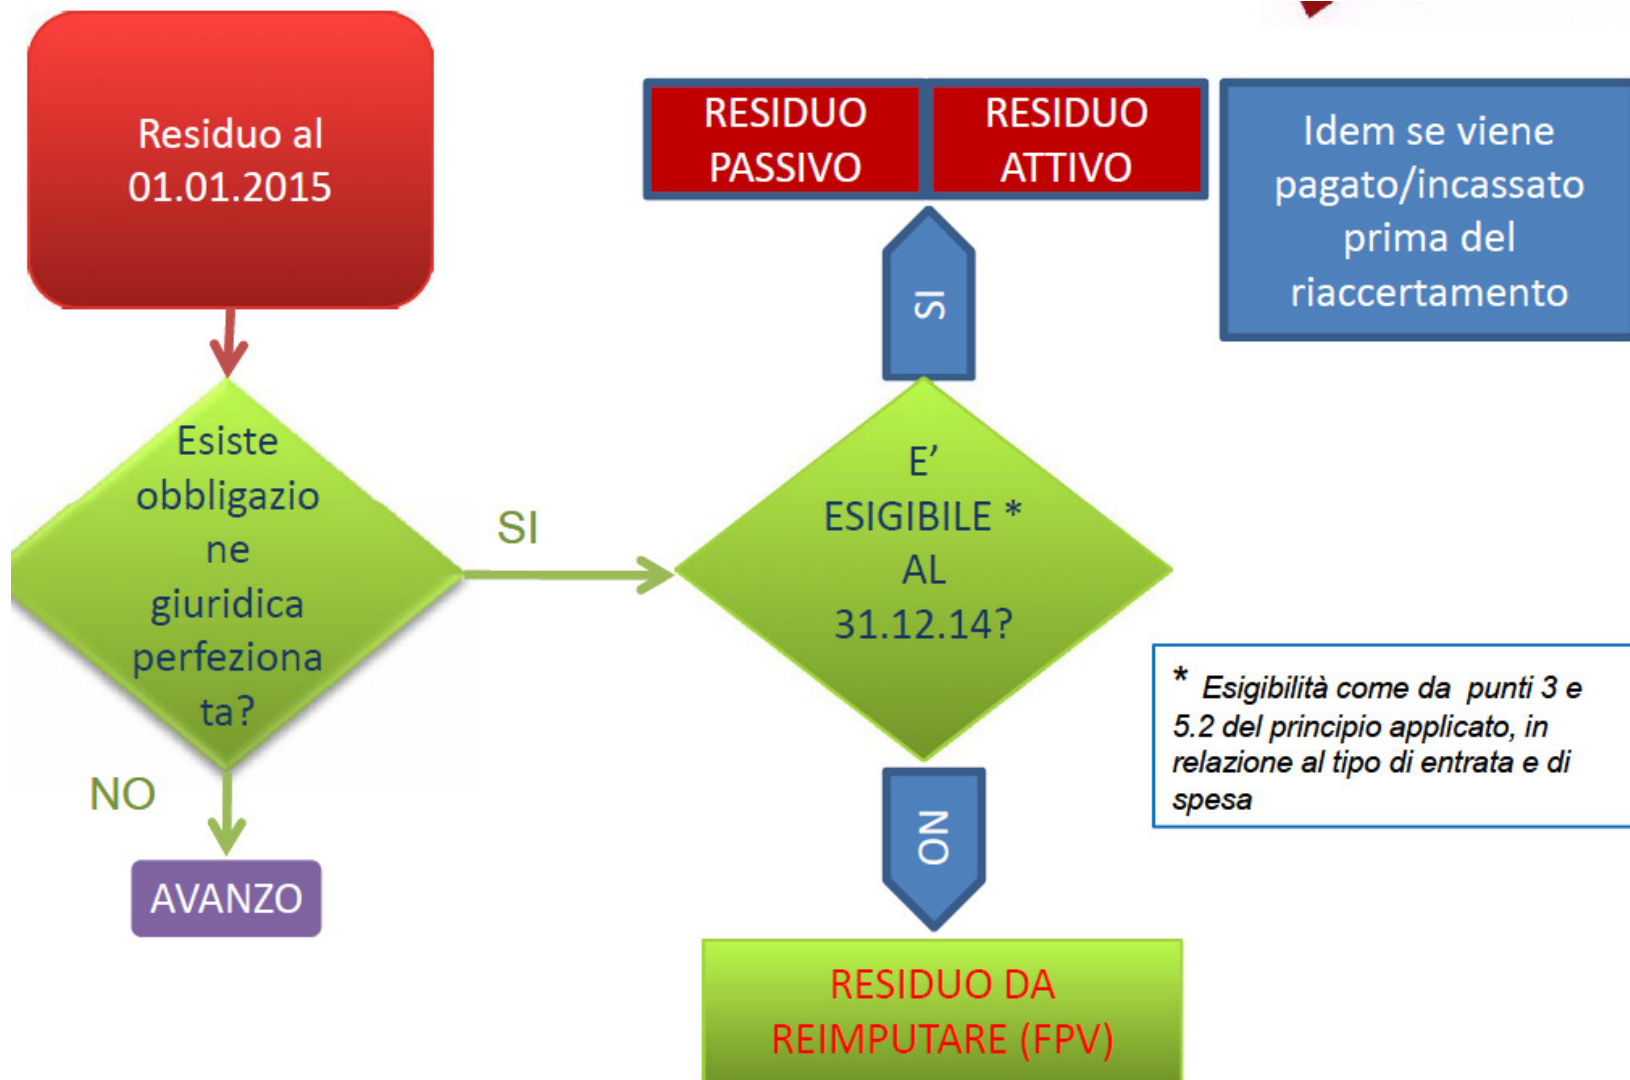 Residuo al
01.01.2015
RESIDUO
PASSIVO
RESIDUO
ATTIVO
Idem se viene
pagato/incassato
prima del
riaccertamento
SI
Esiste
obbligazio
ne
giuridica
perfeziona
ta?
SI
E’
ESIGIBILE *
AL
31.12.14?
* Esigibilità come da punti 3 e
5.2 del principio applicato, in
relazione al tipo di entrata e di
spesa
NO
NO
AVANZO
RESIDUO DA
REIMPUTARE (FPV)